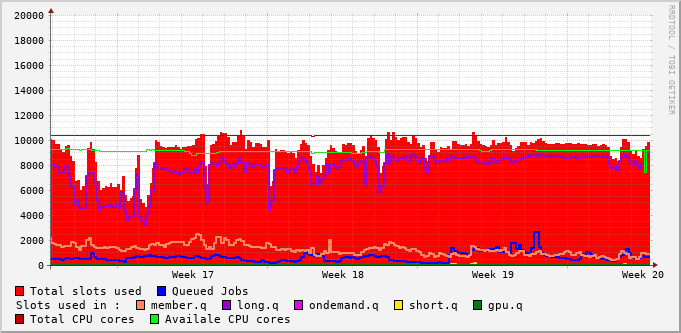 20000
18000
16000
14000
12000
10000
8000
6000
4000
2000
0
RRDTOOL / TOBI OETIKER
Week 17 Week 18 Week 19 Week 20
Total slots used Queued Jobs
Slots used in : member.q long.q ondemand.q short.q gpu.q
Total CPU cores Availale CPU cores